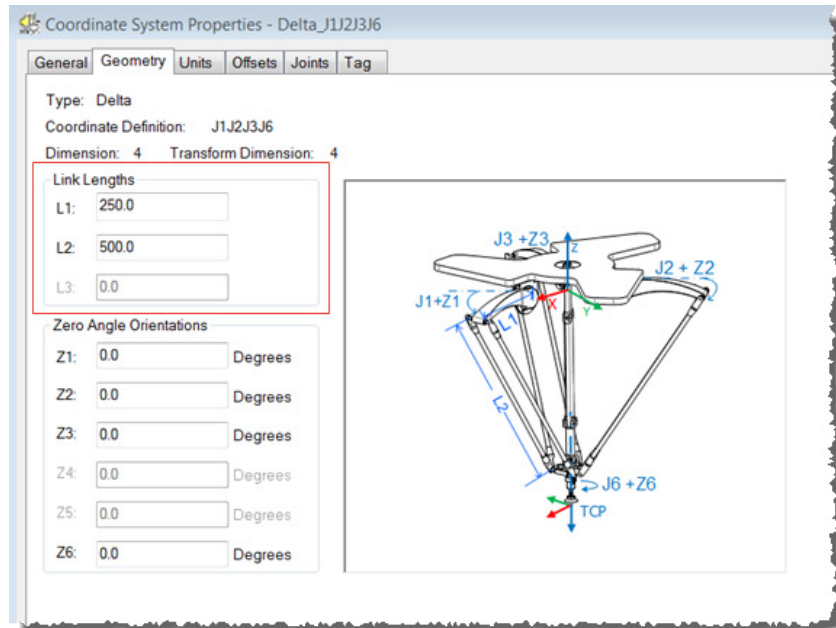 Coordinate System Properties - Delta_J1J2J3J6
General Geometry Units Offsets Joints Tag
Type: Delta
Coordinate Definition: J1J2J3J6
Dimension: 4 Transform Dimension: 4
Link Lengths
L1: 250.0
L2: 500.0
L3: 0.0
Zero Angle Orientations
Z1: 0.0 Degrees
Z2: 0.0 Degrees
Z3: 0.0 Degrees
Z4: 0.0 Degrees
Z5: 0.0 Degrees
Z6: 0.0 Degrees
J3 +Z3
Z
J2 + Z2
J1+Z1
L1
X
Y
L2
J6 +Z6
TCP